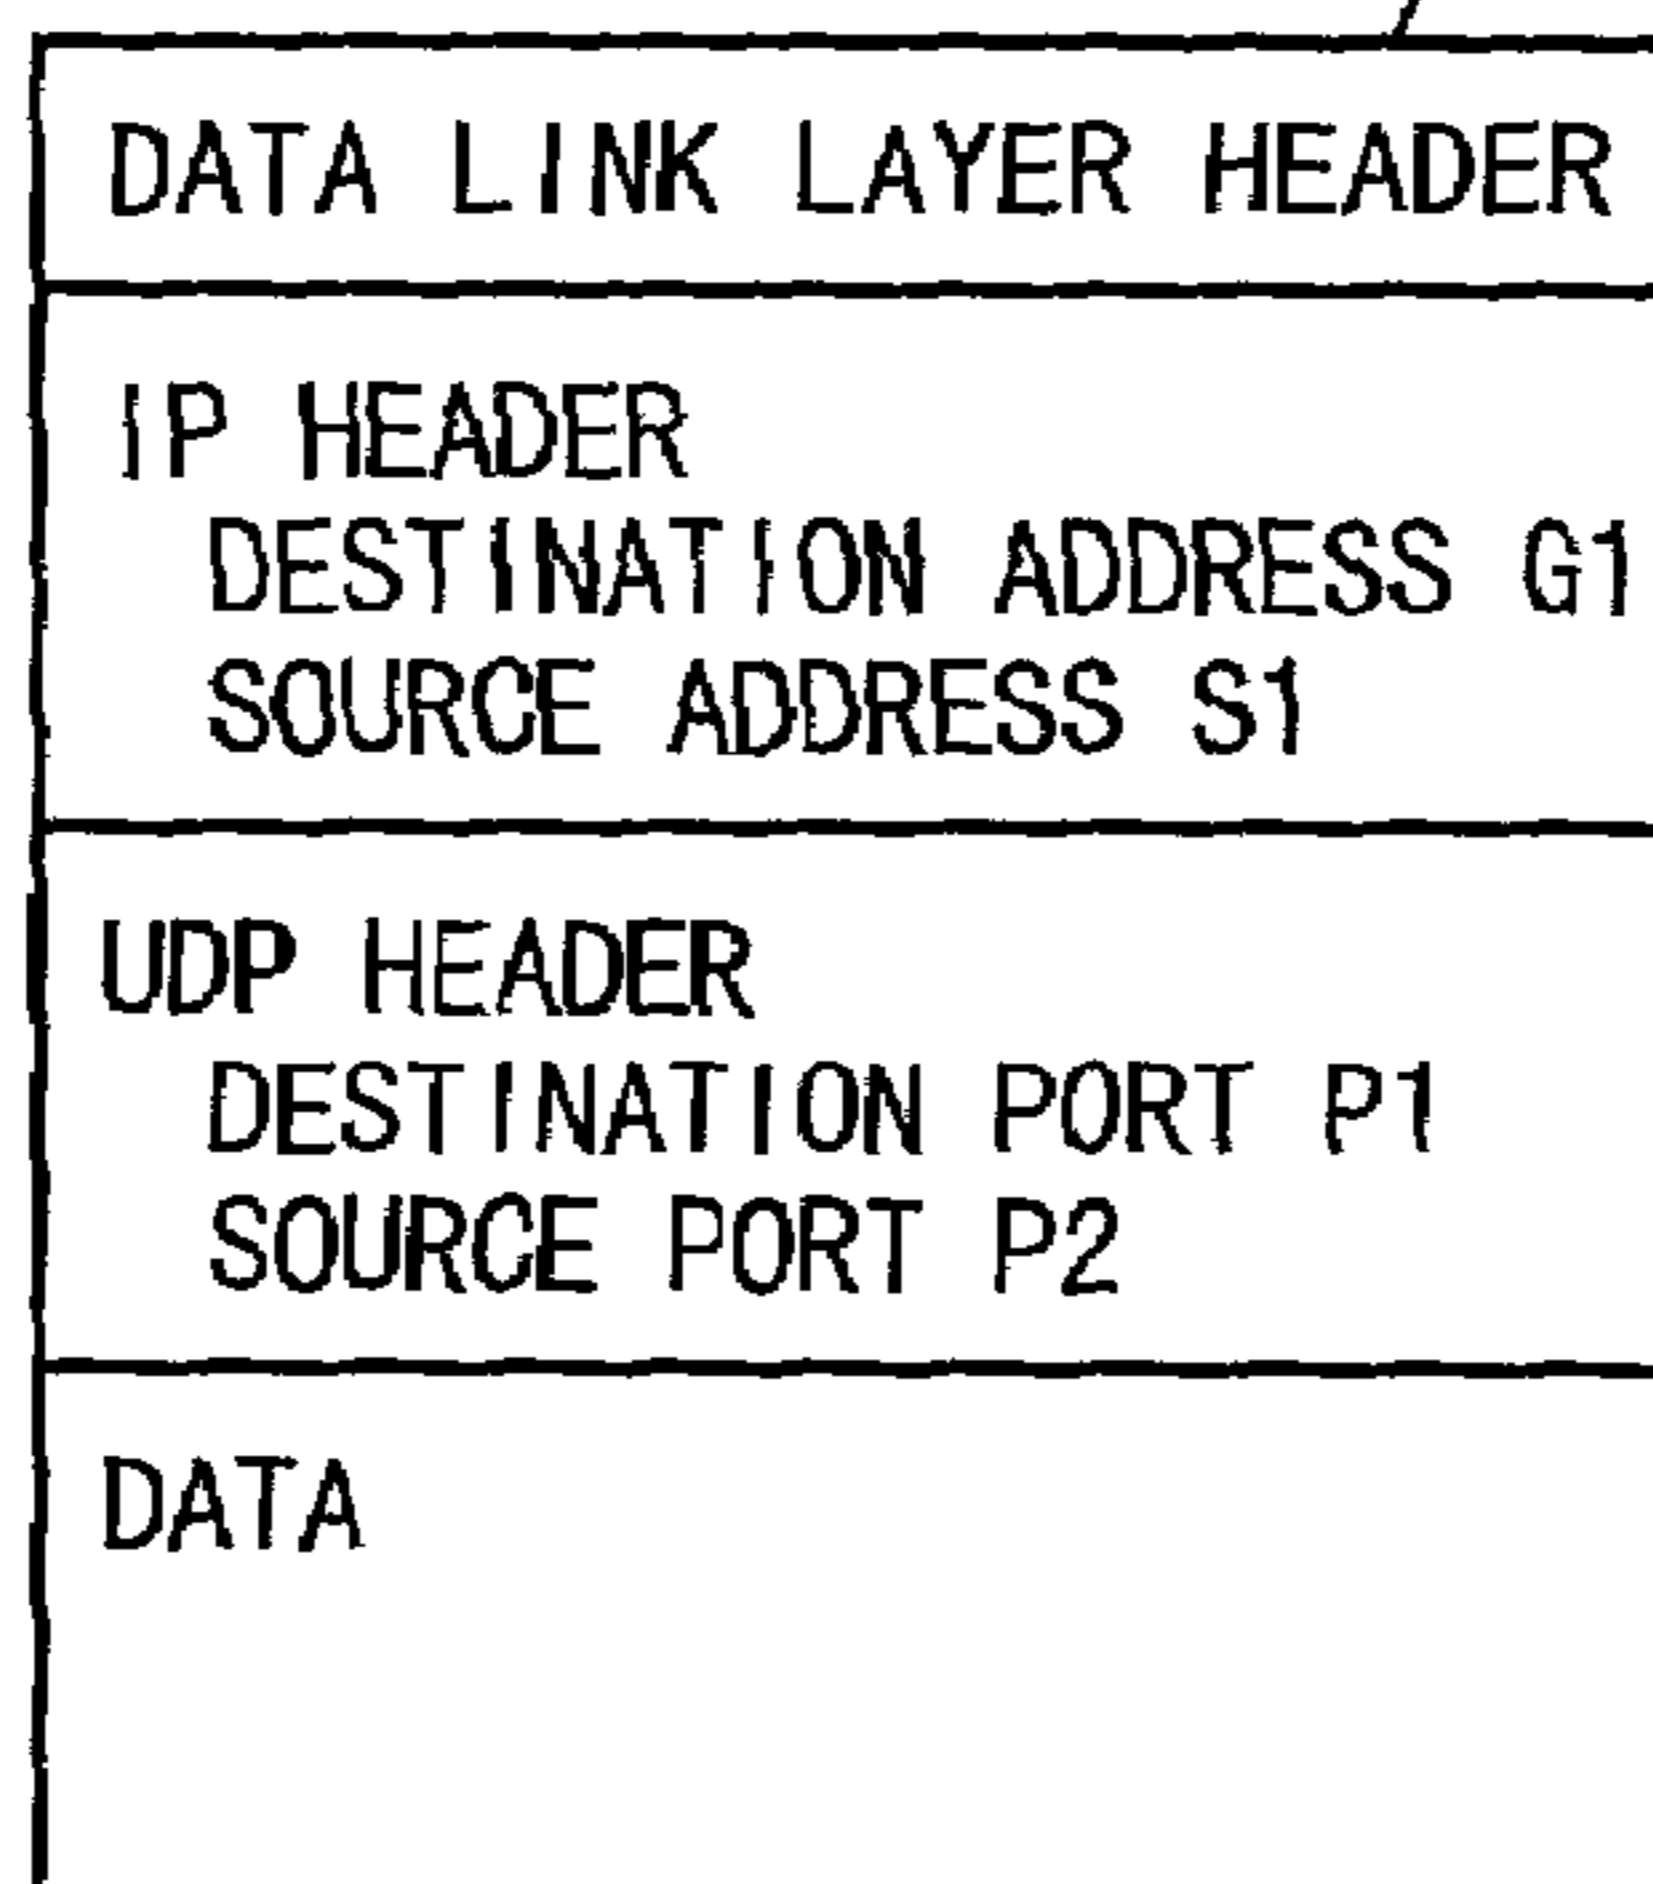 DATA LINK LAYER HEADER
IP HEADER
DESTINATION ADDRESS G1
SOURCE ADDRESS S1
UDP HEADER
DESTINATION PORT P1
SOURCE PORT P2
DATA